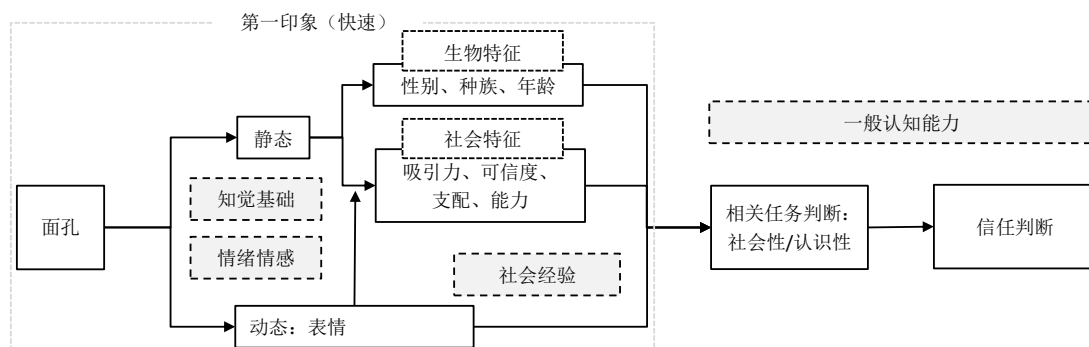 第一印象（快速）
生物特征
性别、种族、年龄
一般认知能力
静态
社会特征
吸引力、可信度、
支配、能力
知觉基础
面孔
相关任务判断：
社会性/认识性
信任判断
情绪情感
社会经验
动态：表情